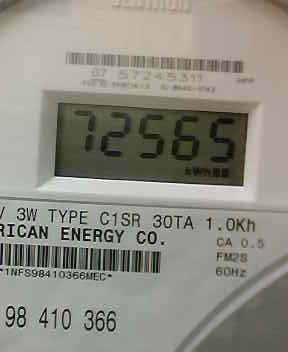 07 57245311
72565
kWh
V 3W TYPE C1SR 30TA 1.0Kh
RICAN ENERGY CO.
CA 0.5
FM2S
60Hz
*1NFS98410366MEC*
98 410 366